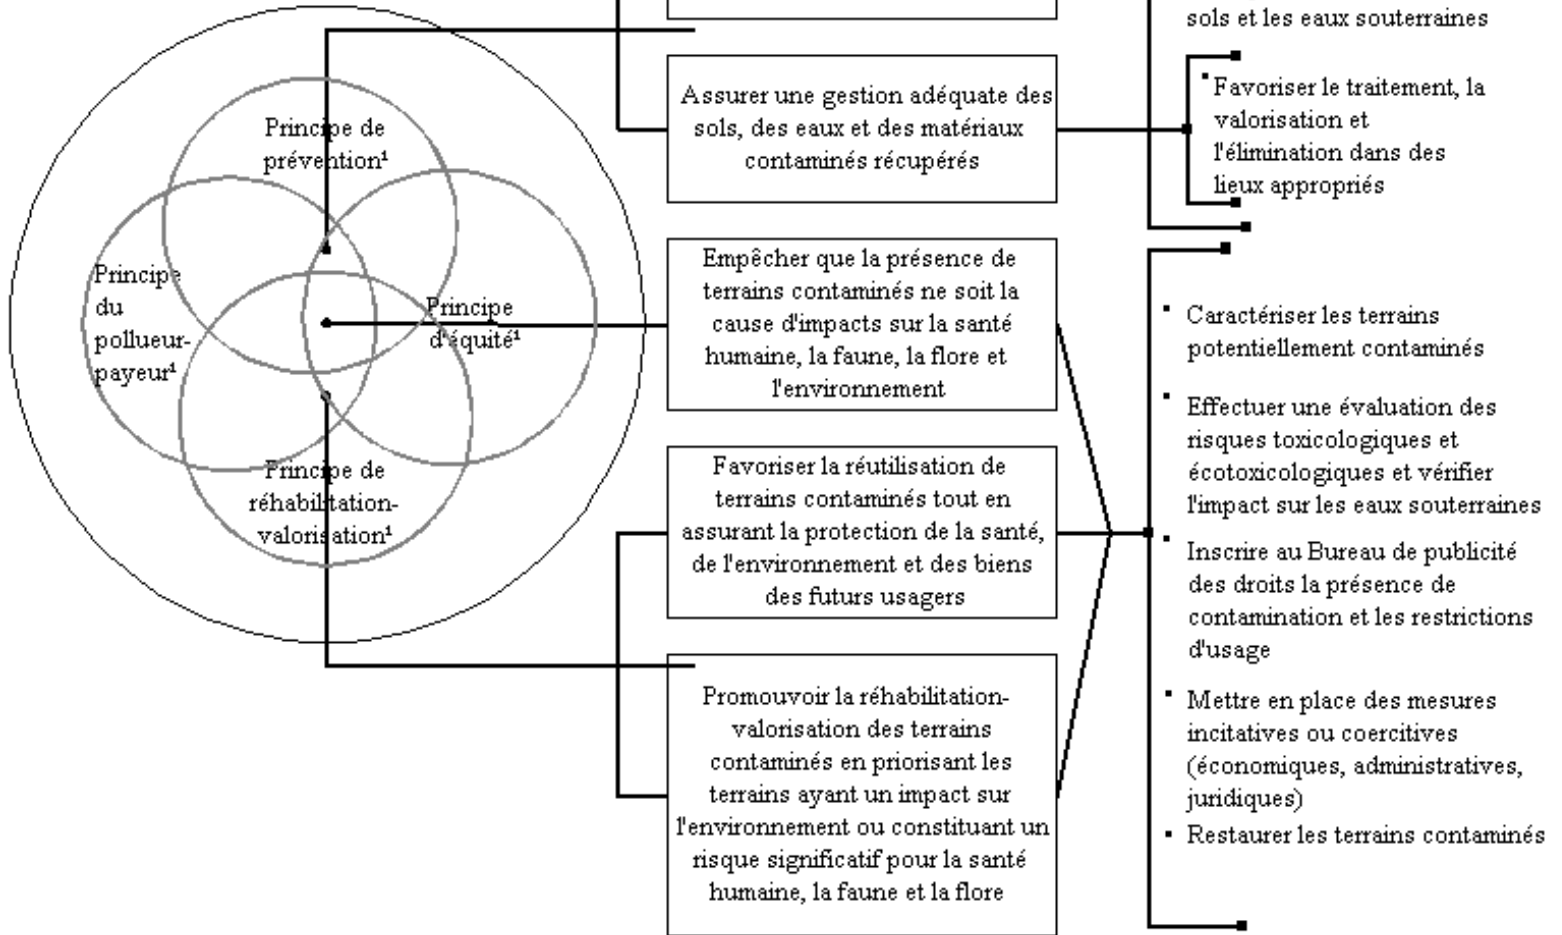 Principe de
prévention¹
Principe
du
pollueur-
payeur¹
Principe
d'équité¹
Principe de
réhabilitation-
valorisation¹
Assurer une gestion adéquate des
sols, des eaux et des matériaux
contaminés récupérés
Empêcher que la présence de
terrains contaminés ne soit la
cause d'impacts sur la santé
humaine, la faune, la flore et
l'environnement
Favoriser la réutilisation de
terrains contaminés tout en
assurant la protection de la santé,
de l'environnement et des biens
des futurs usagers
Promouvoir la réhabilitation-
valorisation des terrains
contaminés en priorisant les
terrains ayant un impact sur
l'environnement ou constituant un
risque significatif pour la santé
humaine, la faune et la flore
sols et les eaux souterraines
Favoriser le traitement, la
valorisation et
l'élimination dans des
lieux appropriés
Caractériser les terrains
potentiellement contaminés
Effectuer une évaluation des
risques toxicologiques et
écotoxicologiques et vérifier
l'impact sur les eaux souterraines
Inscrire au Bureau de publicité
des droits la présence de
contamination et les restrictions
d'usage
Mettre en place des mesures
incitatives ou coercitives
(économiques, administratives,
juridiques)
Restaurer les terrains contaminés